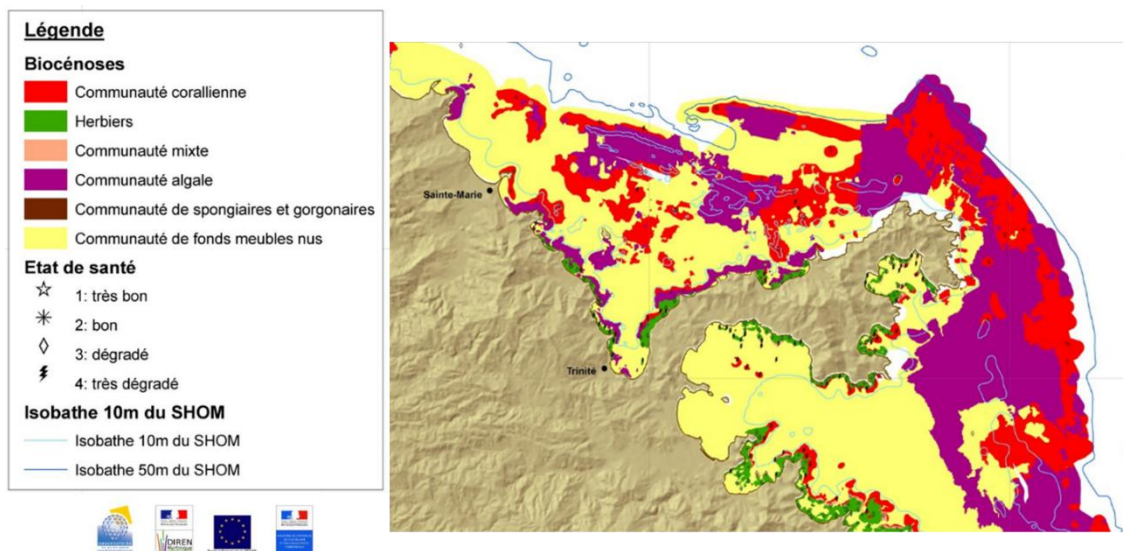 Légende
Biocénoses
Communauté corallienne
Herbiers
Communauté mixte
Communauté algale
Communauté de spongiaires et gorgonaires
Communauté de fonds meubles nus
Etat de santé
1: très bon
2: bon
3: dégradé
4: très dégradé
Isobathe 10m du SHOM
Isobathe 10m du SHOM
Isobathe 50m du SHOM
Sainte-Marie
Trinité
DIREN